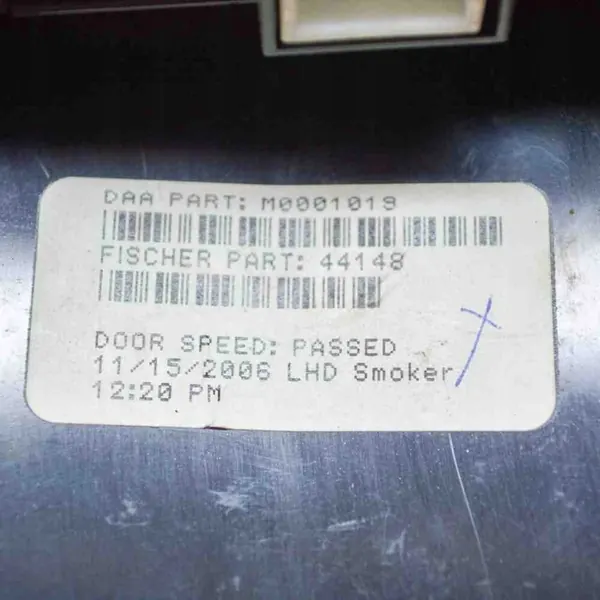 DAA PART: M0001019
FISCHER PART: 44148
DOOR SPEED: PASSED
11/15/2006 LHD Smoker
12:20 PM